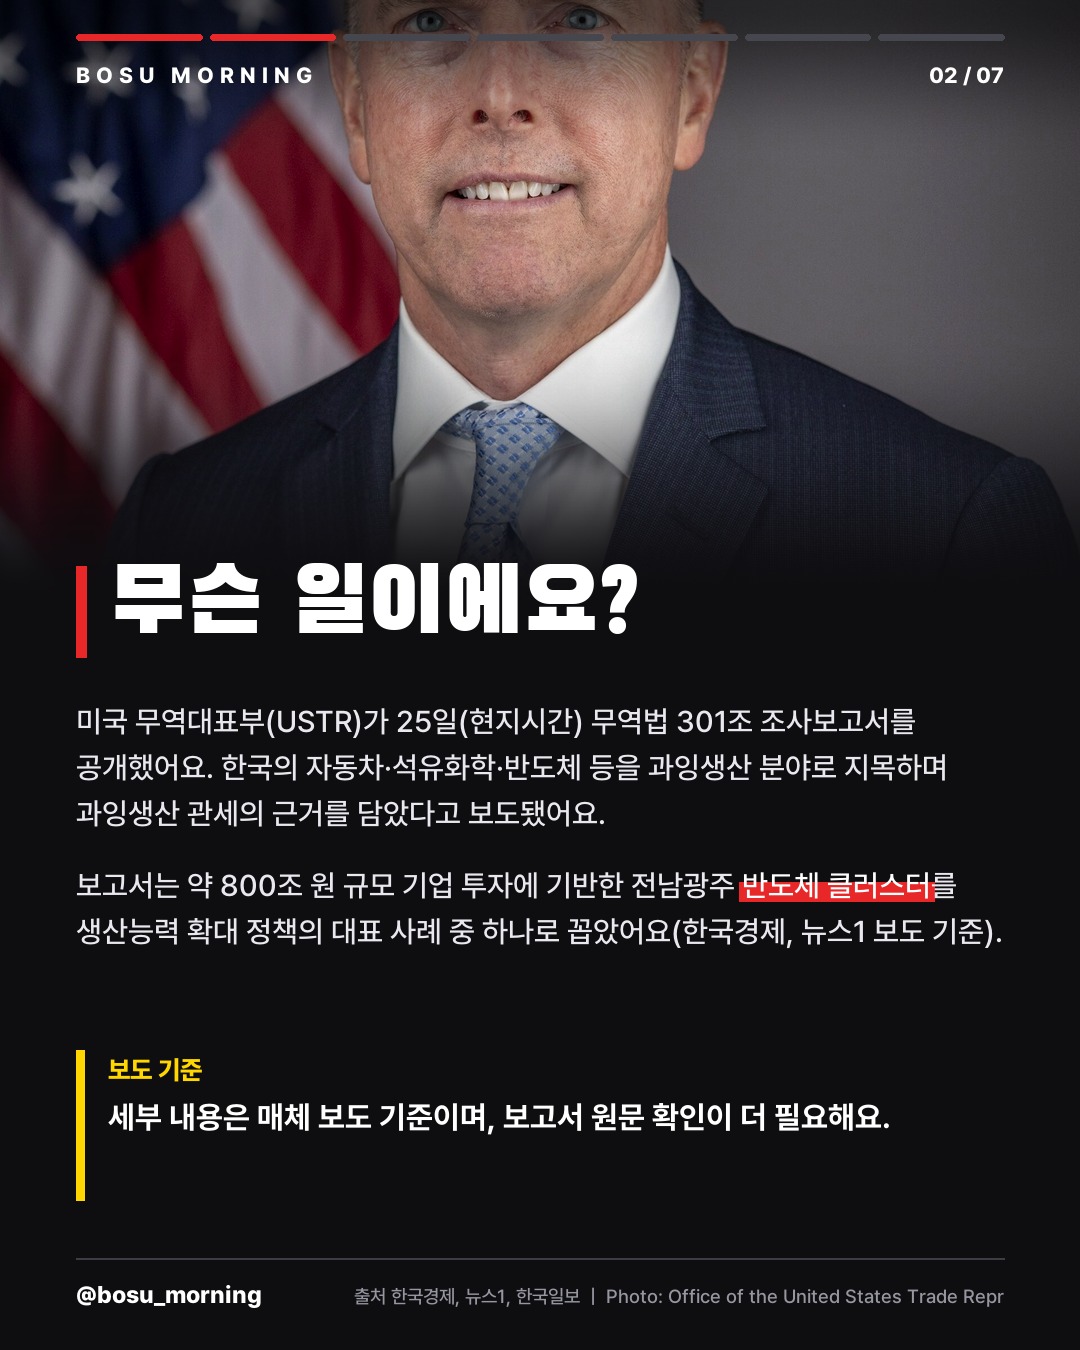 BOSU MORNING
02 / 07
무슨 일이에요?
미국 무역대표부(USTR)가 25일(현지시간) 무역법 301조 조사보고서를
공개했어요. 한국의 자동차·석유화학·반도체 등을 과잉생산 분야로 지목하며
과잉생산 관세의 근거를 담았다고 보도됐어요.
보고서는 약 800조 원 규모 기업 투자에 기반한 전남광주 반도체 클러스터를
생산능력 확대 정책의 대표 사례 중 하나로 꼽았어요(한국경제, 뉴스1 보도 기준).
보도 기준
세부 내용은 매체 보도 기준이며, 보고서 원문 확인이 더 필요해요.
@bosu_morning
출처 한국경제, 뉴스1, 한국일보 | Photo: Office of the United States Trade Repr